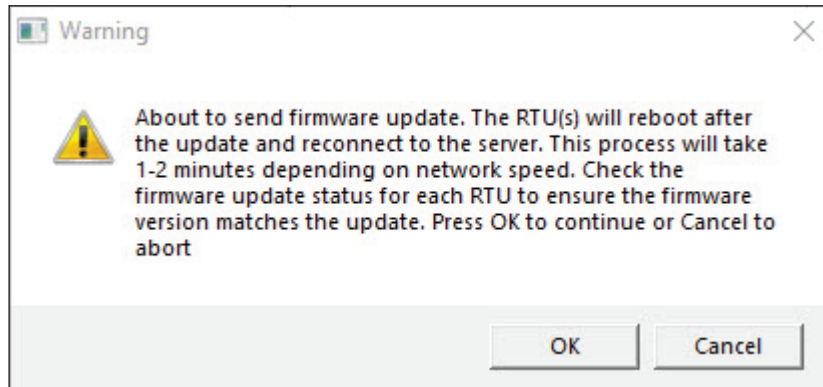 Warning
About to send firmware update. The RTU(s) will reboot after
the update and reconnect to the server. This process will take
1-2 minutes depending on network speed. Check the
firmware update status for each RTU to ensure the firmware
version matches the update. Press OK to continue or Cancel to
abort
OK
Cancel